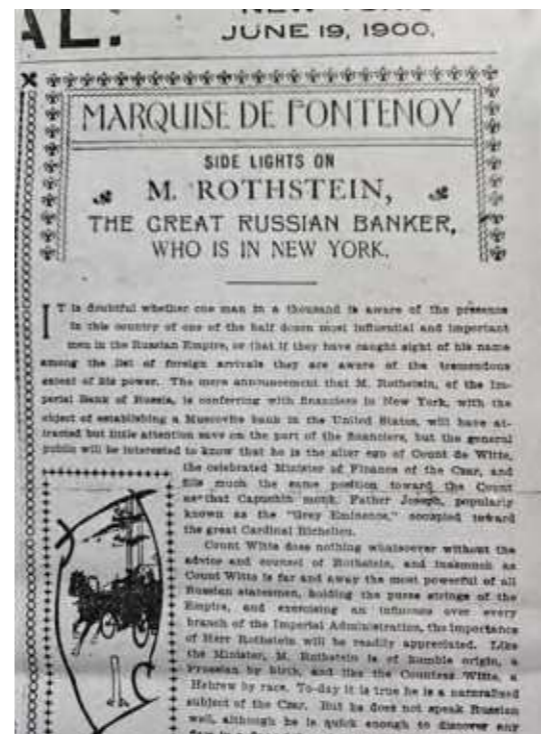 AL.
NEW YORK
JUNE 19, 1900.
MARQUISE DE FONTENOY
SIDE LIGHTS ON
M. ROTHSTEIN,
THE GREAT RUSSIAN BANKER,
WHO IS IN NEW YORK.
IT is doubtful whether one man in a thousand is aware of the presence
in this country of one of the half dozen most influential and important
men in the Russian Empire, or that if they have caught sight of his name
among the list of foreign arrivals they are aware of the tremendous
extent of his power. The mere announcement that M. Rothstein, of the Im-
perial Bank of Russia, is conferring with financiers in New York, with the
object of establishing a Muscovite bank in the United States, will have at-
tracted but little attention save on the part of the financiers, but the general
public will be interested to know that he is the alter ego of Count de Witte,
the celebrated Minister of Finance of the Czar, and
fills much the same position toward the Count
as that Capuchin monk, Father Joseph, popularly
known as the "Grey Eminence," occupied toward
the great Cardinal Richelieu.
Count Witte does nothing whatsoever without the
advice and counsel of Rothstein, and inasmuch as
Count Witte is far and away the most powerful of all
Russian statesmen, holding the purse strings of the
Empire, and exercising an influence over every
branch of the Imperial Administration, the importance
of Herr Rothstein will be readily appreciated. Like
the Minister, M. Rothstein is of humble origin, a
Prussian by birth, and like the Countess Witte, a
Hebrew by race. To-day it is true he is a naturalised
subject of the Czar. But he does not speak Russian
well, although he is quick enough to discover any